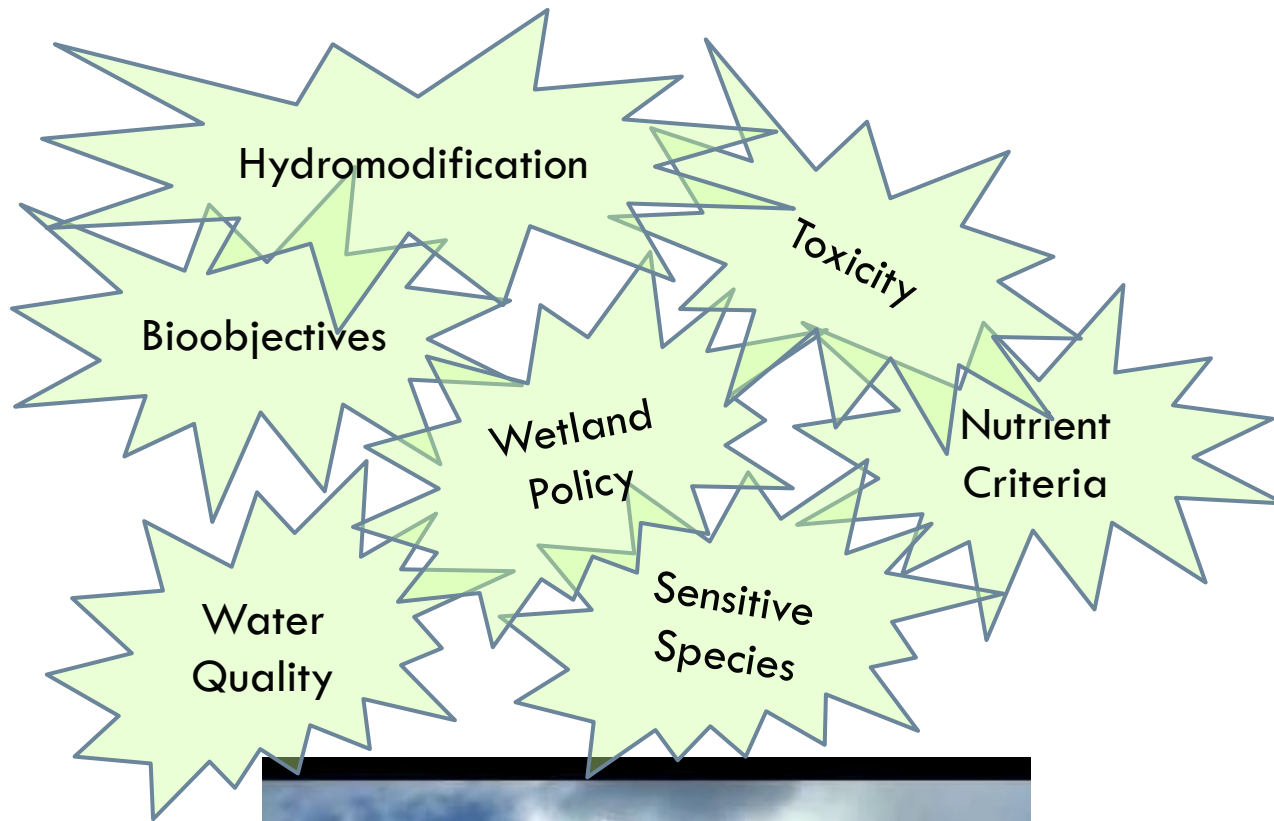 Hydromodification
Toxicity
Bioobjectives
Wetland
Policy
Nutrient
Criteria
Water
Quality
Sensitive
Species